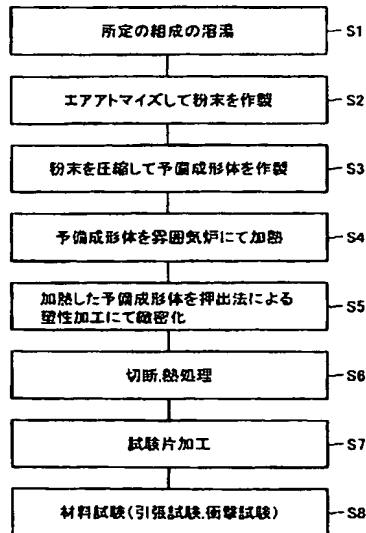 所定の組成の溶湯
S1
エアアトマイズして粉末を作製
S2
粉末を圧縮して予備成形体を作製
S3
予備成形体を雰囲気炉にて加熱
S4
加熱した予備成形体を押出法による
塑性加工にて緻密化
S5
切断,熱処理
S6
試験片加工
S7
材料試験(引張試験,衝撃試験)
S8